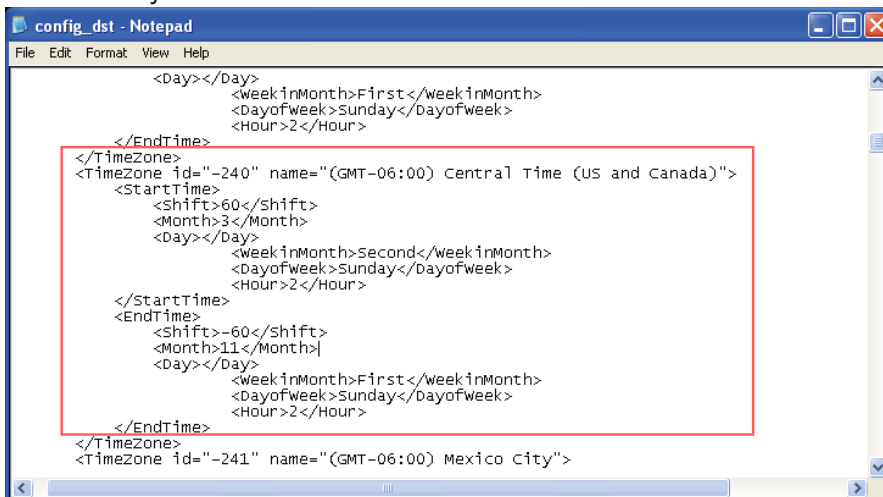 config_dst - Notepad
File Edit Format View Help
<Day></Day>
<WeekinMonth>First</WeekinMonth>
<DayofWeek>Sunday</DayofWeek>
<Hour>2</Hour>
</EndTime>
</TimeZone>
<TimeZone id="-240" name="(GMT-06:00) Central Time (US and Canada)">
<StartTime>
<Shift>60</Shift>
<Month>3</Month>
<Day></Day>
<WeekinMonth>Second</WeekinMonth>
<DayofWeek>Sunday</DayofWeek>
<Hour>2</Hour>
</StartTime>
<EndTime>
<Shift>-60</Shift>
<Month>11</Month>
<Day></Day>
<WeekinMonth>First</WeekinMonth>
<DayofWeek>Sunday</DayofWeek>
<Hour>2</Hour>
</EndTime>
</TimeZone>
<TimeZone id="-241" name="(GMT-06:00) Mexico City">